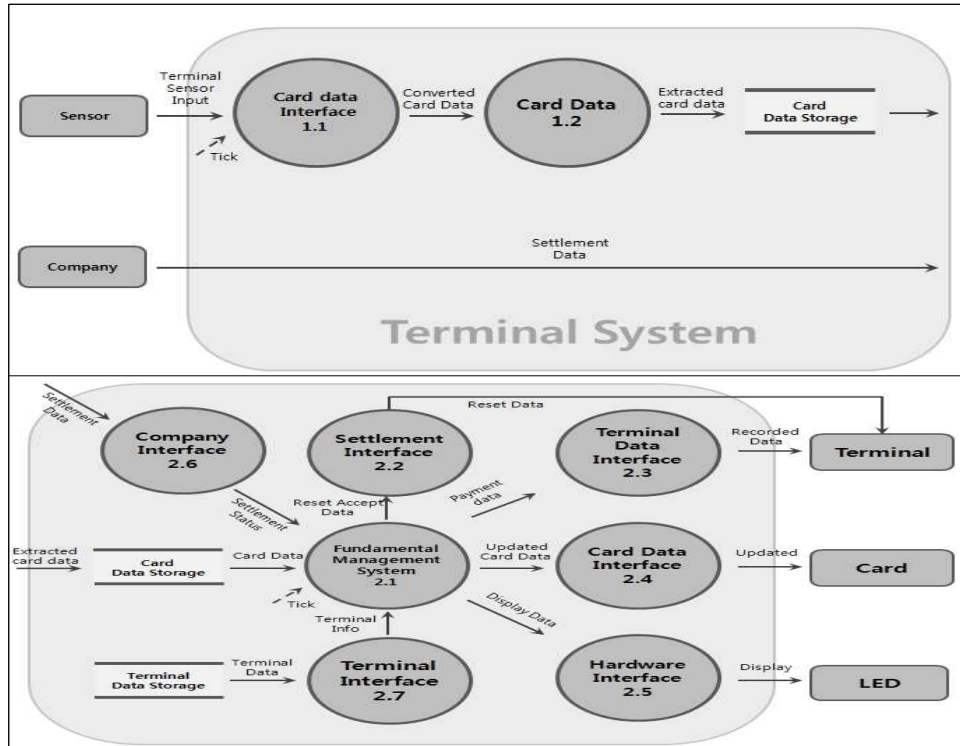 Terminal
Sensor
Input
Sensor
Card data
Interface
1.1
Converted
Card Data
Card Data
1.2
Extracted
card data
Card
Data Storage
Tick
Company
Settlement
Data
Terminal System
Settlement
Data
Company
Interface
2.6
Settlement
Interface
2.2
Reset Data
Terminal
Data
Interface
2.3
Recorded
Data
Terminal
Settlement
Status
Reset Accept
Data
Payment
data
Extracted
card data
Card
Data Storage
Card Data
Fundamental
Management
System
2.1
Updated
Card Data
Card Data
Interface
2.4
Updated
Card
Tick
Terminal
Info
Display Data
Terminal
Data Storage
Terminal
Data
Terminal
Interface
2.7
Hardware
Interface
2.5
Display
LED